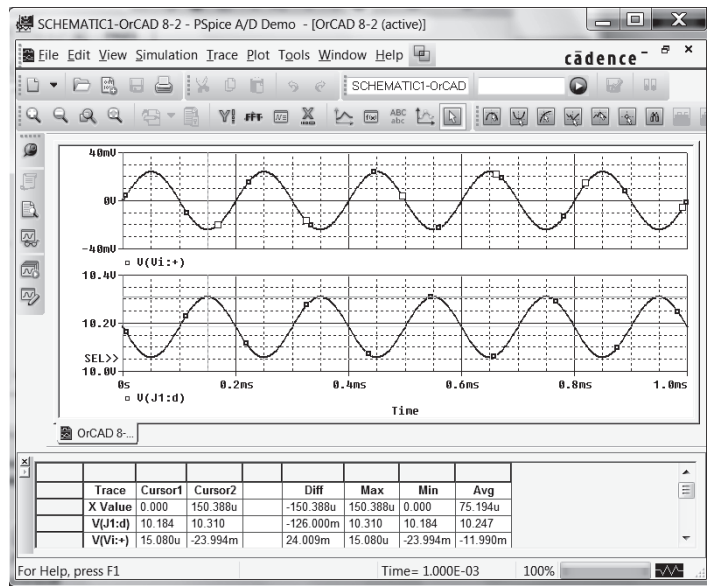 SCHEMATIC1-OrCAD 8-2 - PSpice A/D Demo - [OrCAD 8-2 (active)]
File Edit View Simulation Trace Plot Tools Window Help
cādence
SCHEMATIC1-OrCAD
ABC
abc
40mV
0V
-40mV
V(Vi:+)
10.4V
10.2V
SEL>>
10.0V
0s 0.2ms 0.4ms 0.6ms 0.8ms 1.0ms
V(J1:d)
Time
OrCAD 8-...
Trace Cursor1 Cursor2 Diff Max Min Avg
X Value 0.000 150.388u -150.388u 150.388u 0.000 75.194u
V(J1:d) 10.184 10.310 -126.000m 10.310 10.184 10.247
V(Vi:+) 15.080u -23.994m 24.009m 15.080u -23.994m -11.990m
For Help, press F1 Time= 1.000E-03 100%